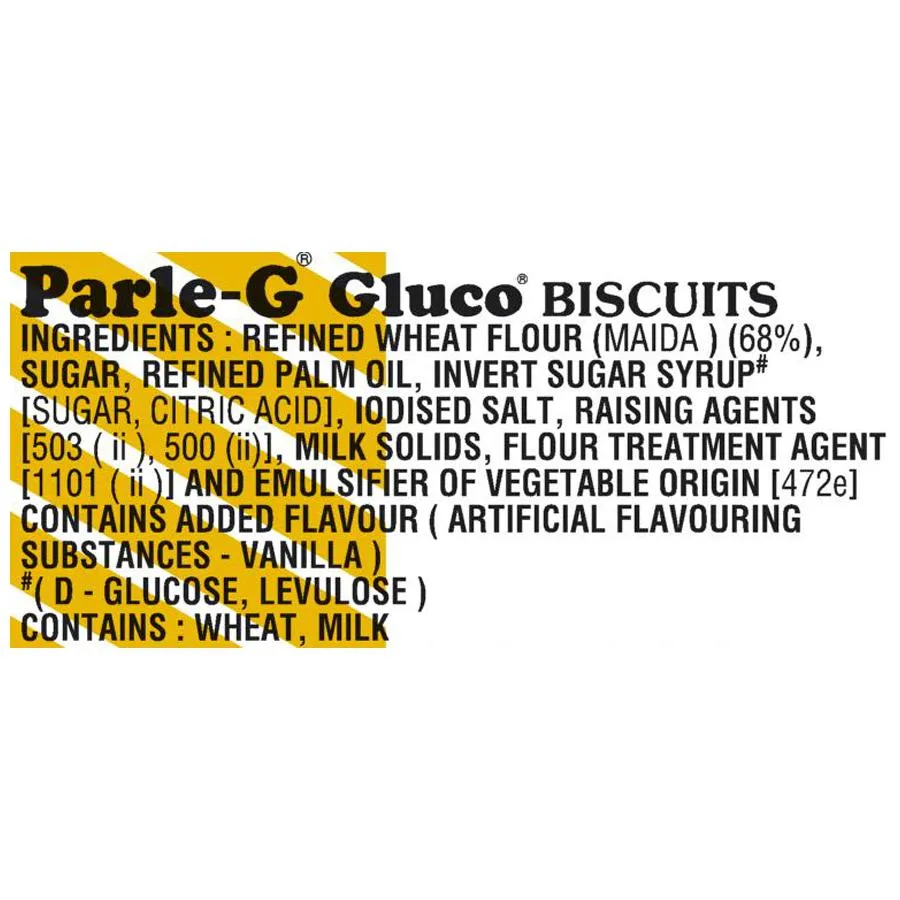 Parle-G® Gluco® BISCUITS
INGREDIENTS : REFINED WHEAT FLOUR (MAIDA ) (68%),
SUGAR, REFINED PALM OIL, INVERT SUGAR SYRUP#
[SUGAR, CITRIC ACID], IODISED SALT, RAISING AGENTS
[503 ( ii ), 500 (ii)], MILK SOLIDS, FLOUR TREATMENT AGENT
[1101 ( ii )] AND EMULSIFIER OF VEGETABLE ORIGIN [472e]
CONTAINS ADDED FLAVOUR ( ARTIFICIAL FLAVOURING
SUBSTANCES - VANILLA )
#( D - GLUCOSE, LEVULOSE )
CONTAINS : WHEAT, MILK